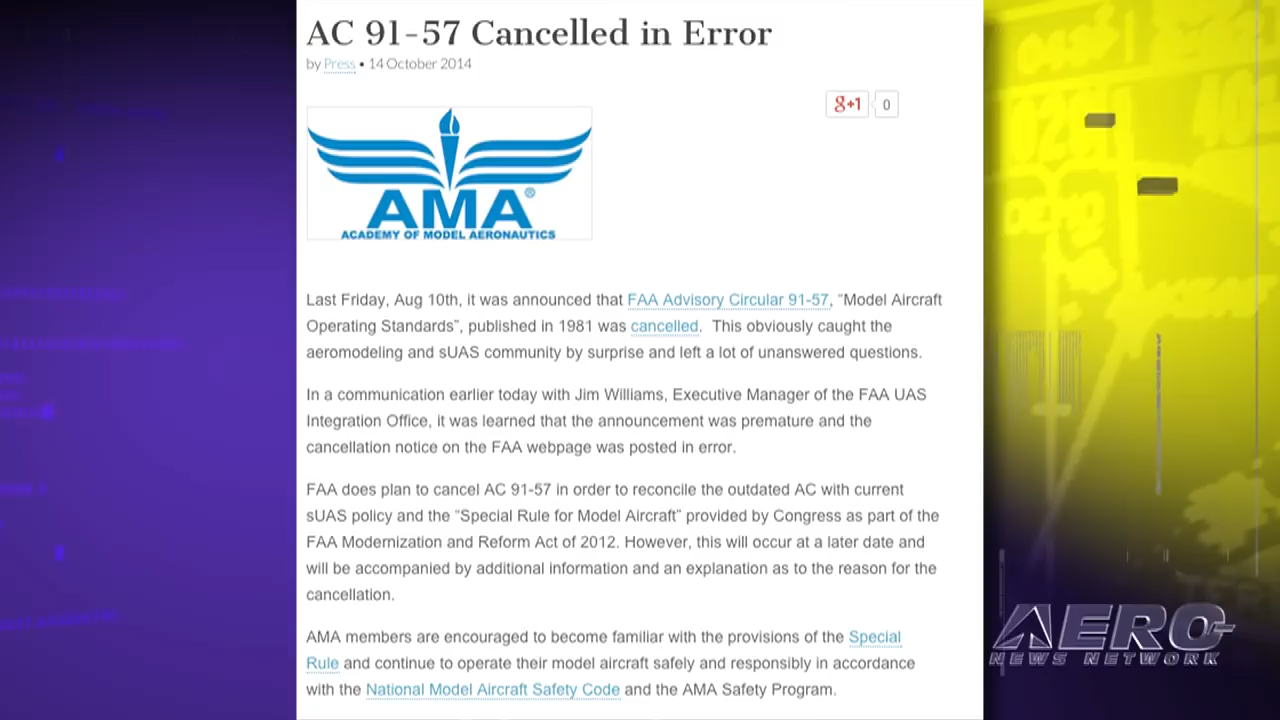 AC 91-57 Cancelled in Error
by Press • 14 October 2014
g+1 0
AMA®
ACADEMY OF MODEL AERONAUTICS
Last Friday, Aug 10th, it was announced that FAA Advisory Circular 91-57, “Model Aircraft
Operating Standards”, published in 1981 was cancelled.  This obviously caught the
aeromodeling and sUAS community by surprise and left a lot of unanswered questions.
In a communication earlier today with Jim Williams, Executive Manager of the FAA UAS
Integration Office, it was learned that the announcement was premature and the
cancellation notice on the FAA webpage was posted in error.
FAA does plan to cancel AC 91-57 in order to reconcile the outdated AC with current
sUAS policy and the “Special Rule for Model Aircraft” provided by Congress as part of the
FAA Modernization and Reform Act of 2012. However, this will occur at a later date and
will be accompanied by additional information and an explanation as to the reason for the
cancellation.
AMA members are encouraged to become familiar with the provisions of the Special
Rule and continue to operate their model aircraft safely and responsibly in accordance
with the National Model Aircraft Safety Code and the AMA Safety Program.
AERO-
NEWS NETWORK